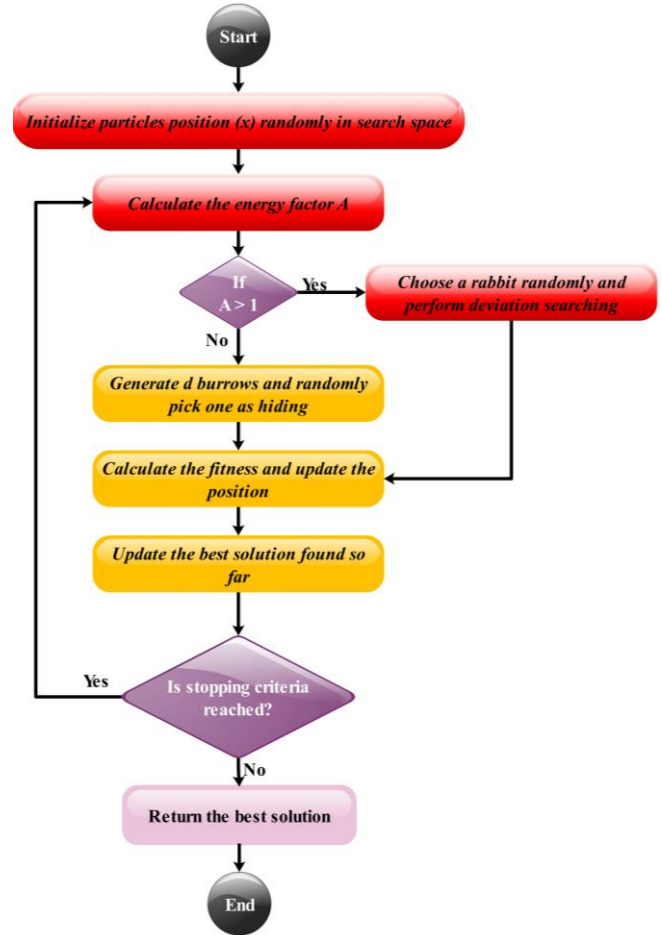 Start
Initialize particles position (x) randomly in search space
Calculate the energy factor A
If
A > 1
Yes
Choose a rabbit randomly and
perform deviation searching
No
Generate d burrows and randomly
pick one as hiding
Calculate the fitness and update the
position
Update the best solution found so
far
Yes
Is stopping criteria
reached?
No
Return the best solution
End